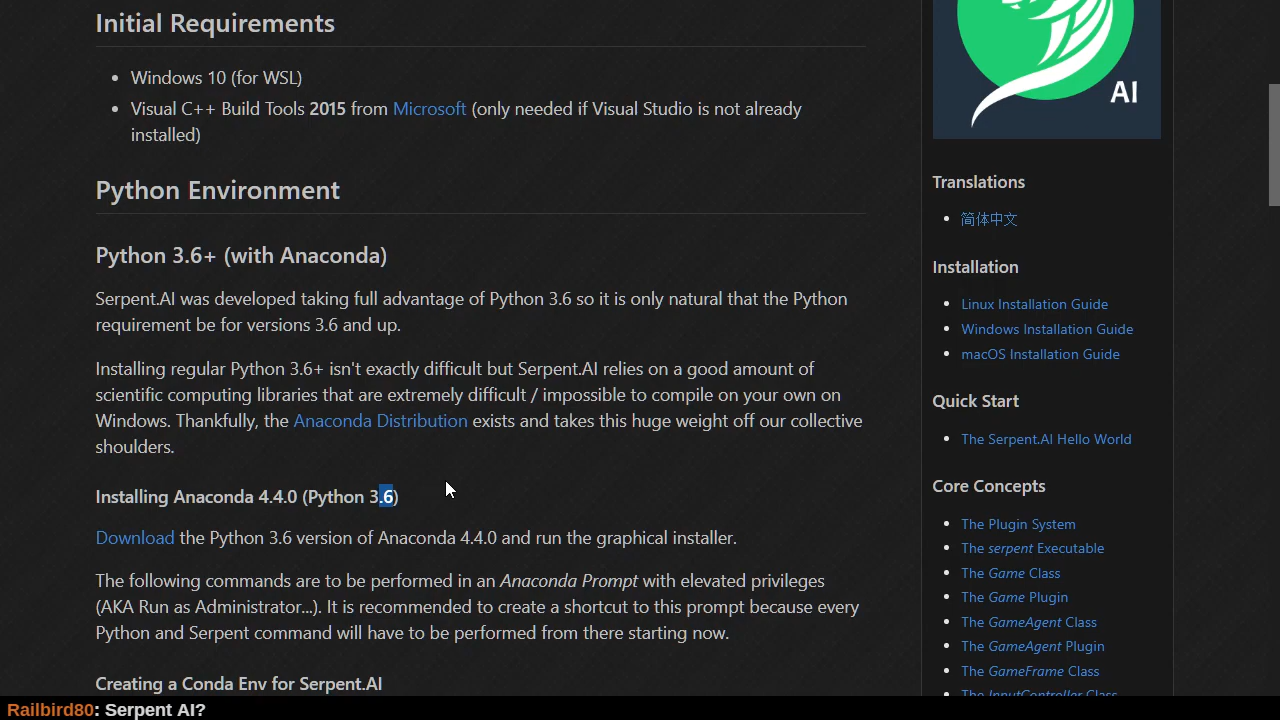 Initial Requirements
Windows 10 (for WSL)
Visual C++ Build Tools 2015 from Microsoft (only needed if Visual Studio is not already
installed)
Python Environment
Python 3.6+ (with Anaconda)
Serpent.AI was developed taking full advantage of Python 3.6 so it is only natural that the Python
requirement be for versions 3.6 and up.
Installing regular Python 3.6+ isn't exactly difficult but Serpent.AI relies on a good amount of
scientific computing libraries that are extremely difficult / impossible to compile on your own on
Windows. Thankfully, the Anaconda Distribution exists and takes this huge weight off our collective
shoulders.
Installing Anaconda 4.4.0 (Python 3.6)
Download the Python 3.6 version of Anaconda 4.4.0 and run the graphical installer.
The following commands are to be performed in an Anaconda Prompt with elevated privileges
(AKA Run as Administrator...). It is recommended to create a shortcut to this prompt because every
Python and Serpent command will have to be performed from there starting now.
Creating a Conda Env for Serpent.AI
AI
Translations
简体中文
Installation
Linux Installation Guide
Windows Installation Guide
macOS Installation Guide
Quick Start
The Serpent.AI Hello World
Core Concepts
The Plugin System
The serpent Executable
The Game Class
The Game Plugin
The GameAgent Class
The GameAgent Plugin
The GameFrame Class
The InputController Class
Railbird80: Serpent AI?